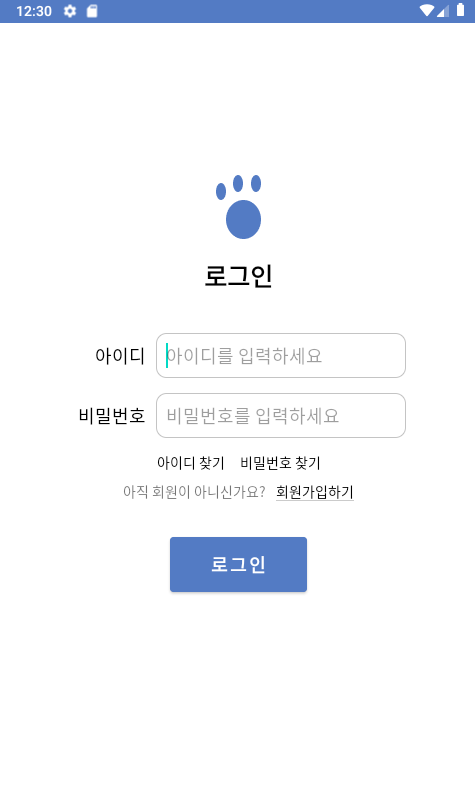 12:30
로그인
아이디 아이디를 입력하세요
비밀번호 비밀번호를 입력하세요
아이디 찾기 비밀번호 찾기
아직 회원이 아니신가요? 회원가입하기
로그인